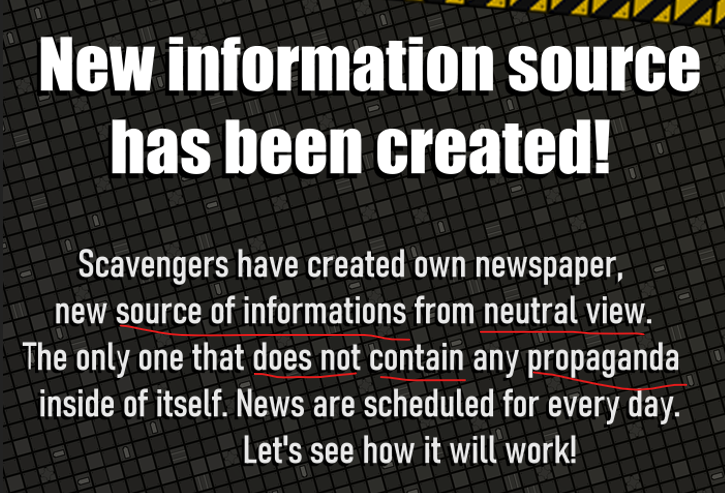 New information source
has been created!
Scavengers have created own newspaper,
new source of informations from neutral view.
The only one that does not contain any propaganda
inside of itself. News are scheduled for every day.
Let's see how it will work!